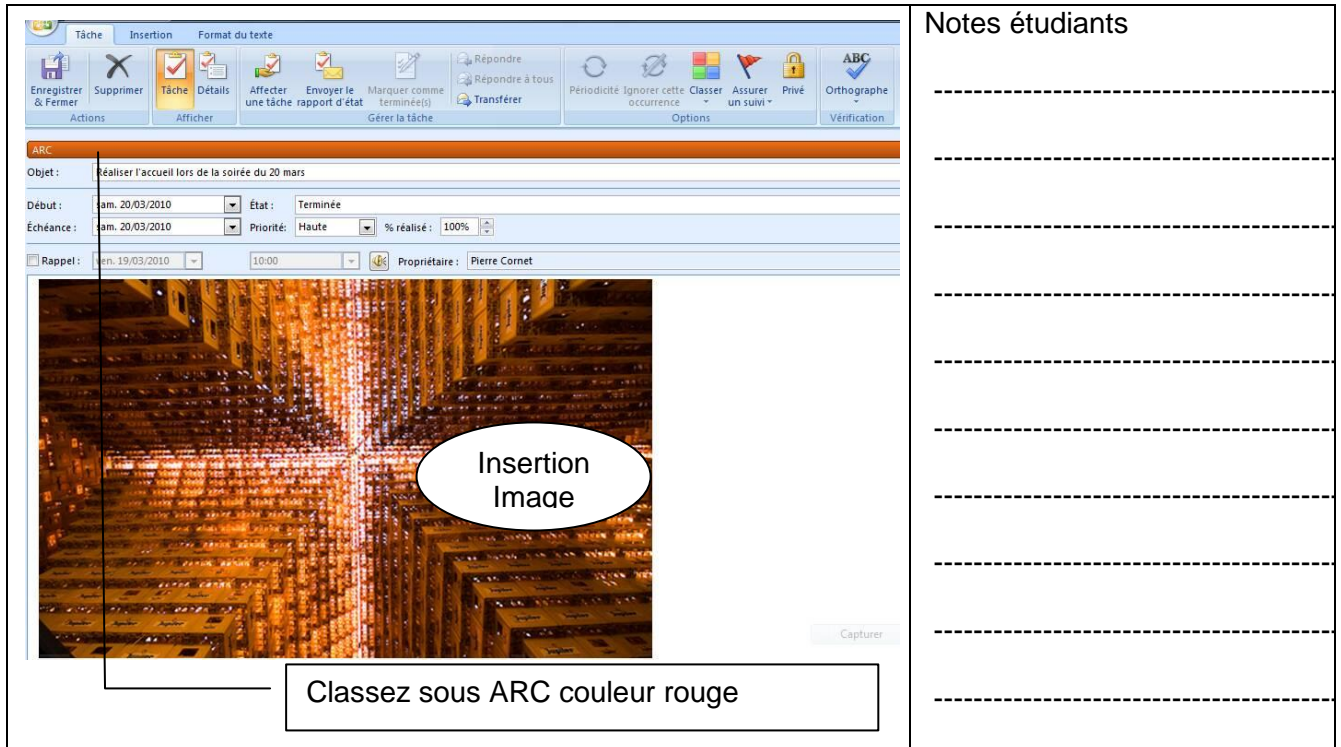 Tâche Insertion Format du texte
Enregistrer & Fermer Supprimer Tâche Détails Affecter une tâche Envoyer le rapport d'état Marquer comme terminée(s) Répondre
Répondre à tous
Transférer
Périodicité Ignorer cette occurrence Classer Assurer un suivi Privé ABC Orthographe
Actions Afficher Gérer la tâche Options Vérification
ARC
Objet : Réaliser l'accueil lors de la soirée du 20 mars
Début : sam. 20/03/2010 État : Terminée
Échéance : sam. 20/03/2010 Priorité: Haute % réalisé : 100%
Rappel : ven. 19/03/2010 10:00 Propriétaire : Pierre Cornet
Insertion
Image
Capturer
Classez sous ARC couleur rouge
Notes étudiants